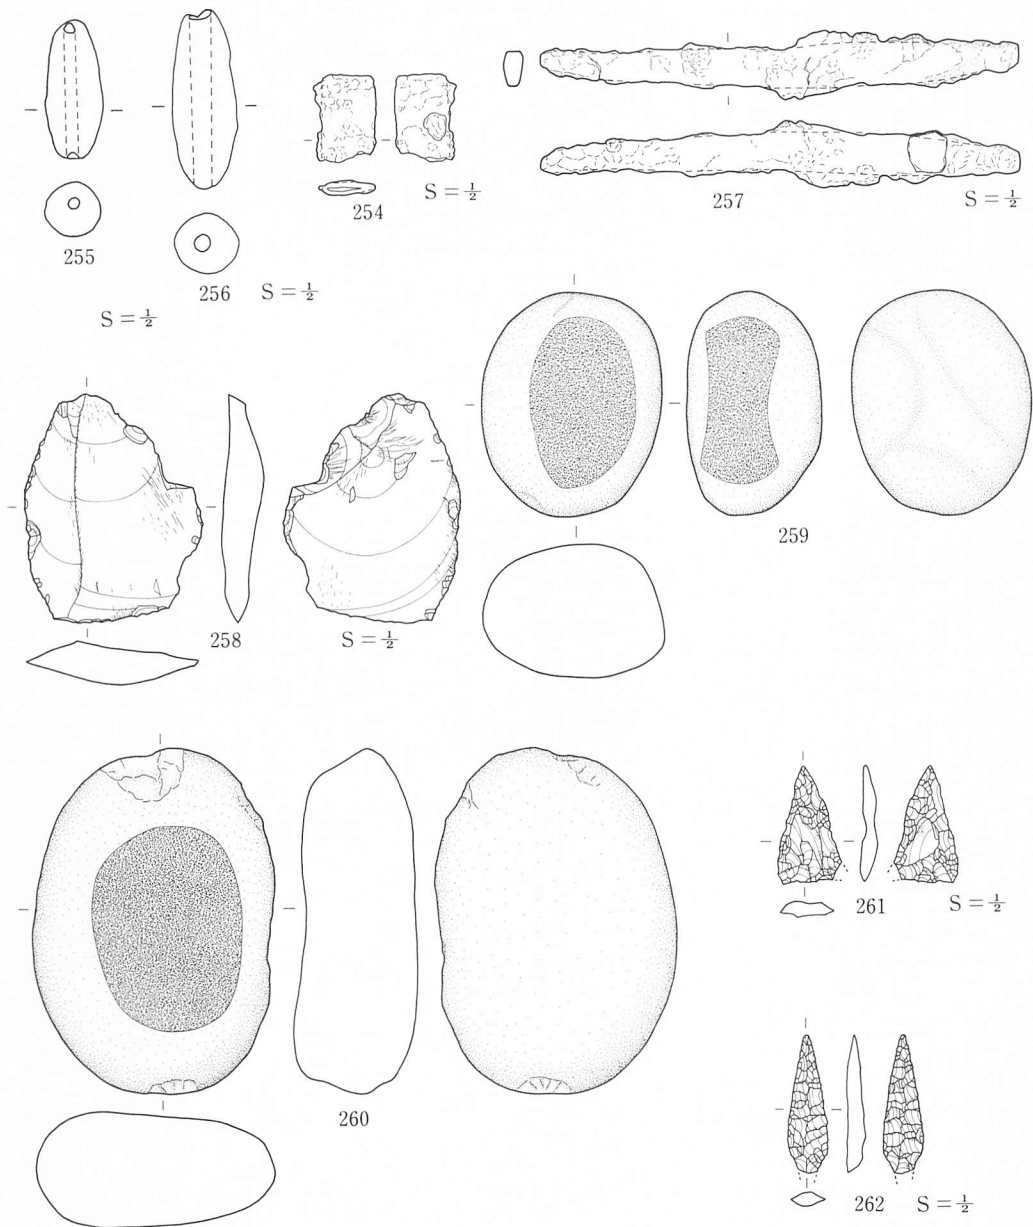 255
S = 1/2
256 S = 1/2
254 S = 1/2
257 S = 1/2
258 S = 1/2
259
260
261 S = 1/2
262 S = 1/2